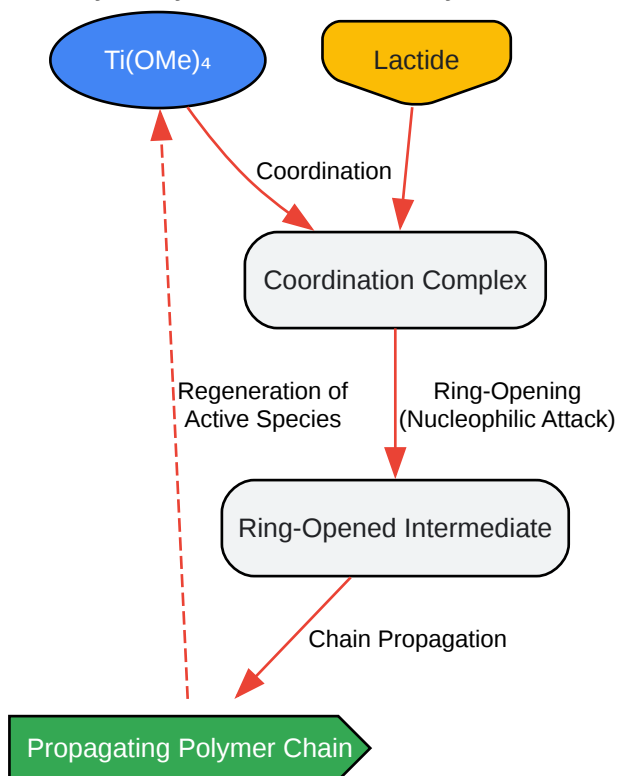 Ti(OMe)₄
Lactide
Coordination
Coordination Complex
Regeneration of
Active Species
Ring-Opening
(Nucleophilic Attack)
Ring-Opened Intermediate
Chain Propagation
Propagating Polymer Chain